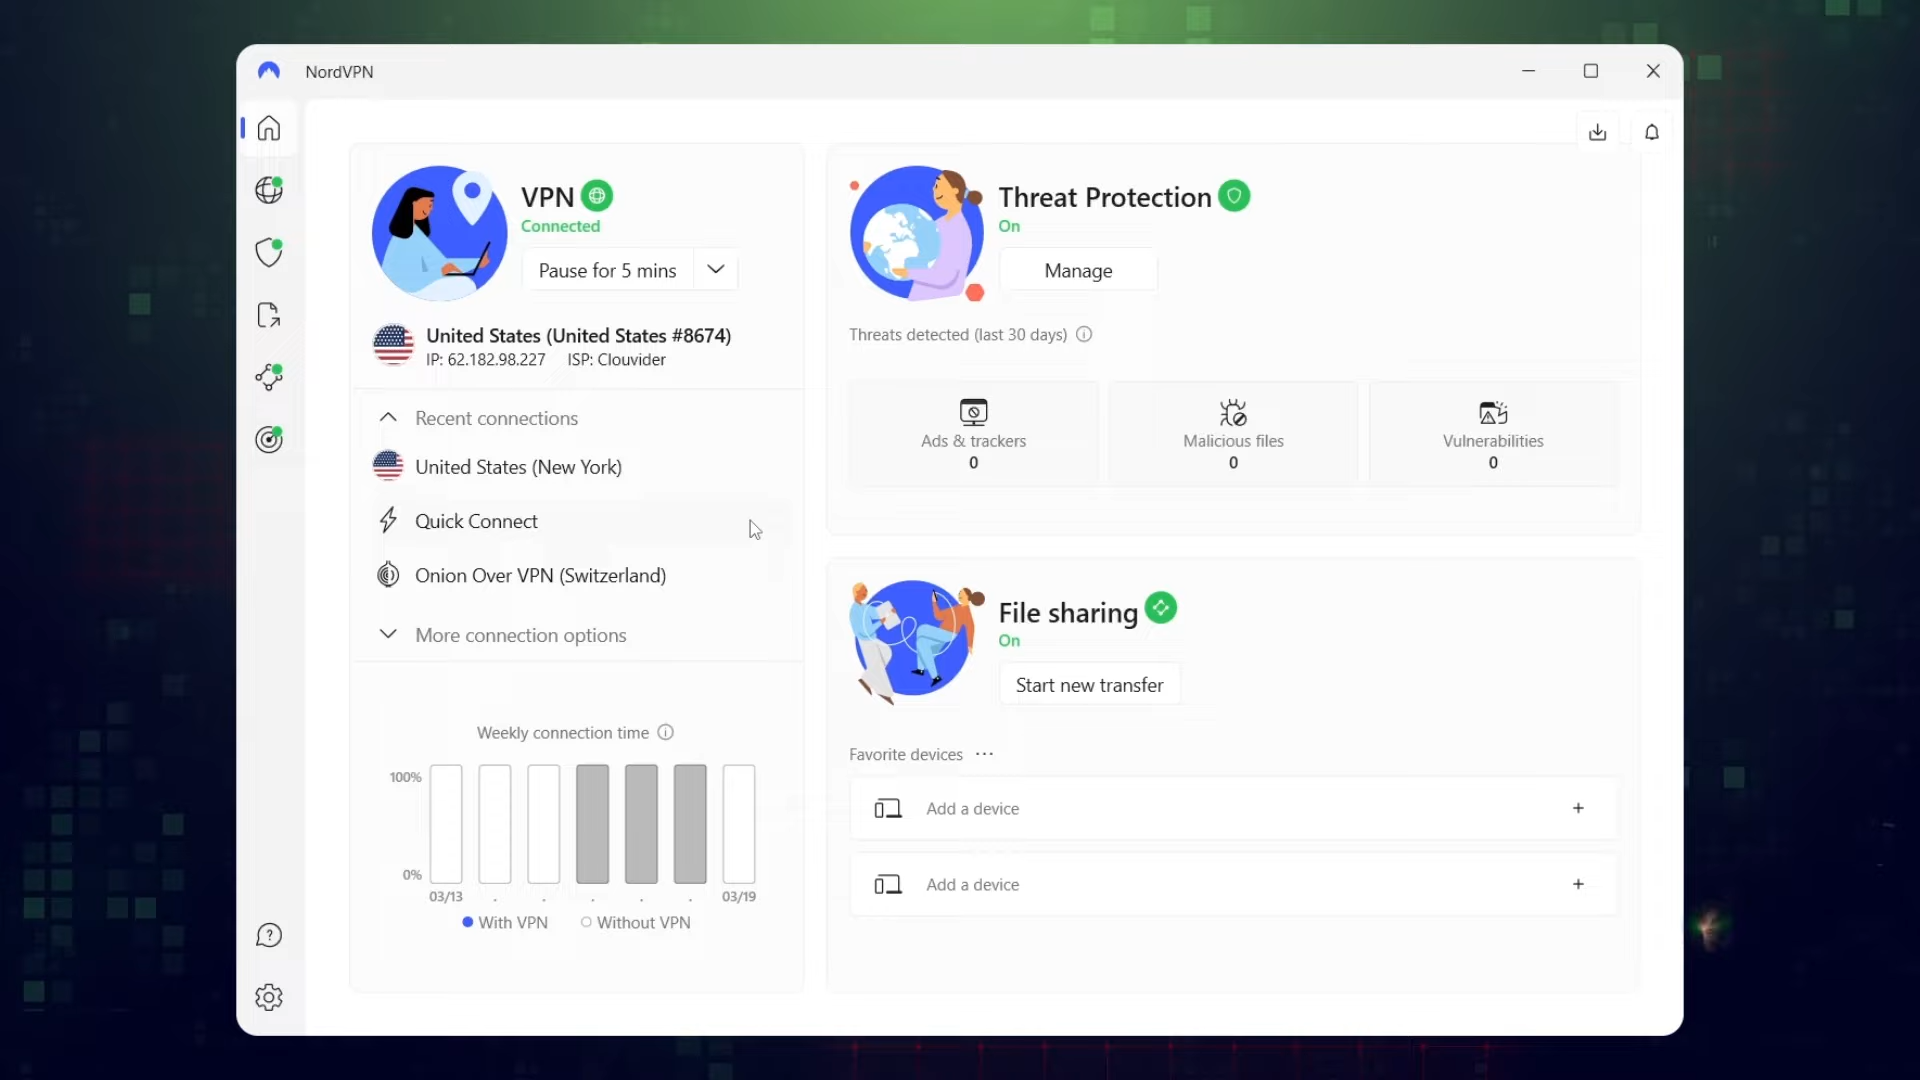 NordVPN
VPN
Connected
Pause for 5 mins
United States (United States #8674)
IP: 62.182.98.227 ISP: Clouvider
Recent connections
United States (New York)
Quick Connect
Onion Over VPN (Switzerland)
More connection options
Weekly connection time
100%
0%
03/13 . . . . . 03/19
With VPN Without VPN
Threat Protection
On
Manage
Threats detected (last 30 days)
Ads & trackers
0
Malicious files
0
Vulnerabilities
0
File sharing
On
Start new transfer
Favorite devices ...
Add a device +
Add a device +